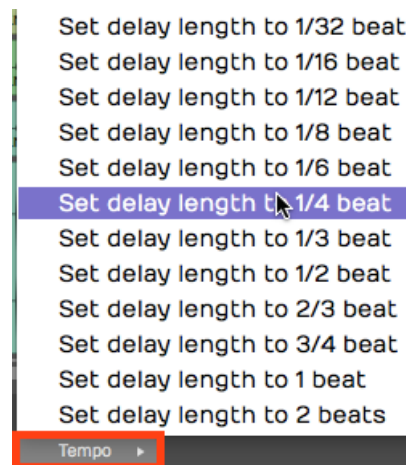 Set delay length to 1/32 beat
Set delay length to 1/16 beat
Set delay length to 1/12 beat
Set delay length to 1/8 beat
Set delay length to 1/6 beat
Set delay length to 1/4 beat
Set delay length to 1/3 beat
Set delay length to 1/2 beat
Set delay length to 2/3 beat
Set delay length to 3/4 beat
Set delay length to 1 beat
Set delay length to 2 beats
Tempo